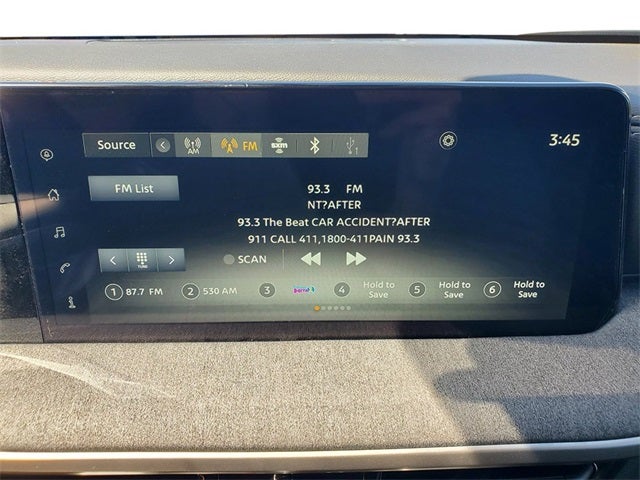 Source AM FM sxm 1 3:45
FM List
93.3 FM
NT?AFTER
93.3 The Beat CAR ACCIDENT?AFTER
911 CALL 411,1800-411PAIN 93.3
TUNE SCAN
1 87.7 FM 2 530 AM 3 4 Hold to Save 5 Hold to Save 6 Hold to Save